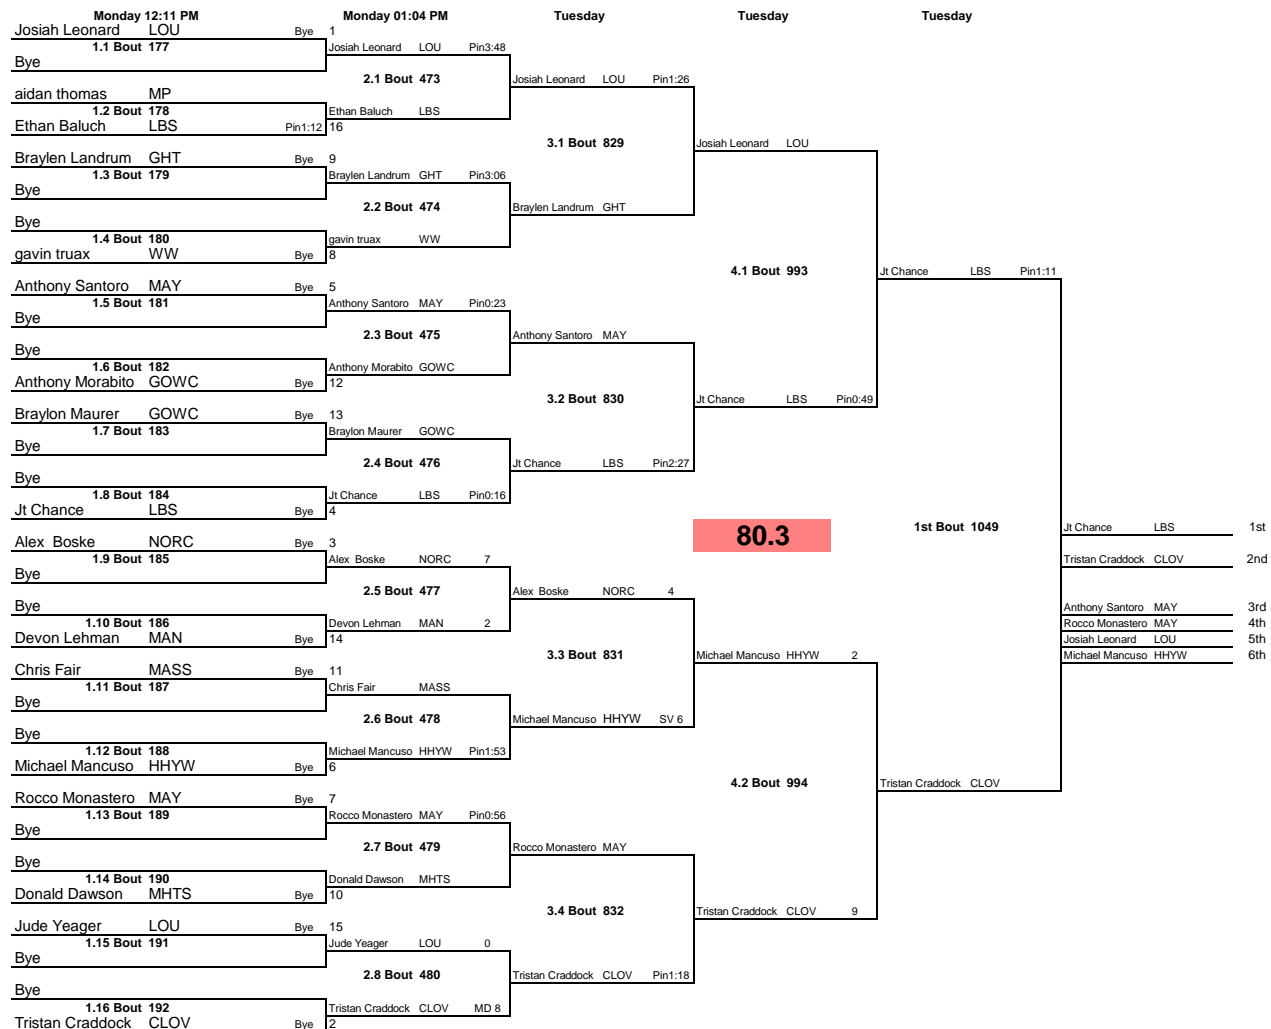 Monday 12:11 PM Monday 01:04 PM Tuesday Tuesday Tuesday
Josiah Leonard LOU Bye 1
1.1 Bout 177
Josiah Leonard LOU Pin3:48
Bye
2.1 Bout 473
Josiah Leonard LOU Pin1:26
aidan thomas MP
1.2 Bout 178
Ethan Baluch LBS
Ethan Baluch LBS Pin1:12 16
3.1 Bout 829
Josiah Leonard LOU
Braylen Landrum GHT Bye 9
1.3 Bout 179
Braylen Landrum GHT Pin3:06
Bye
2.2 Bout 474
Braylen Landrum GHT
Bye
1.4 Bout 180
gavin truax WW
gavin truax WW Bye 8
4.1 Bout 993
Jt Chance LBS Pin1:11
Anthony Santoro MAY Bye 5
1.5 Bout 181
Anthony Santoro MAY Pin0:23
Bye
2.3 Bout 475
Anthony Santoro MAY
Bye
1.6 Bout 182
Anthony Morabito GOWC
Anthony Morabito GOWC Bye 12
3.2 Bout 830
Jt Chance LBS Pin0:49
Braylon Maurer GOWC Bye 13
1.7 Bout 183
Braylon Maurer GOWC
Bye
2.4 Bout 476
Jt Chance LBS Pin2:27
Bye
1.8 Bout 184
Jt Chance LBS Pin0:16
Jt Chance LBS Bye 4
80.3
1st Bout 1049
Jt Chance LBS 1st
Alex Boske NORC Bye 3
1.9 Bout 185
Alex Boske NORC 7
Tristan Craddock CLOV 2nd
Bye
2.5 Bout 477
Alex Boske NORC 4
Bye
Anthony Santoro MAY 3rd
1.10 Bout 186
Devon Lehman MAN 2
Rocco Monastero MAY 4th
Devon Lehman MAN Bye 14
Josiah Leonard LOU 5th
3.3 Bout 831
Michael Mancuso HHYW 2
Michael Mancuso HHYW 6th
Chris Fair MASS Bye 11
1.11 Bout 187
Chris Fair MASS
Bye
2.6 Bout 478
Michael Mancuso HHYW SV 6
Bye
1.12 Bout 188
Michael Mancuso HHYW Pin1:53
Michael Mancuso HHYW Bye 6
4.2 Bout 994
Tristan Craddock CLOV
Rocco Monastero MAY Bye 7
1.13 Bout 189
Rocco Monastero MAY Pin0:56
Bye
2.7 Bout 479
Rocco Monastero MAY
Bye
1.14 Bout 190
Donald Dawson MHTS
Donald Dawson MHTS Bye 10
3.4 Bout 832
Tristan Craddock CLOV 9
Jude Yeager LOU Bye 15
1.15 Bout 191
Jude Yeager LOU 0
Bye
2.8 Bout 480
Tristan Craddock CLOV Pin1:18
Bye
1.16 Bout 192
Tristan Craddock CLOV MD 8
Tristan Craddock CLOV Bye 2